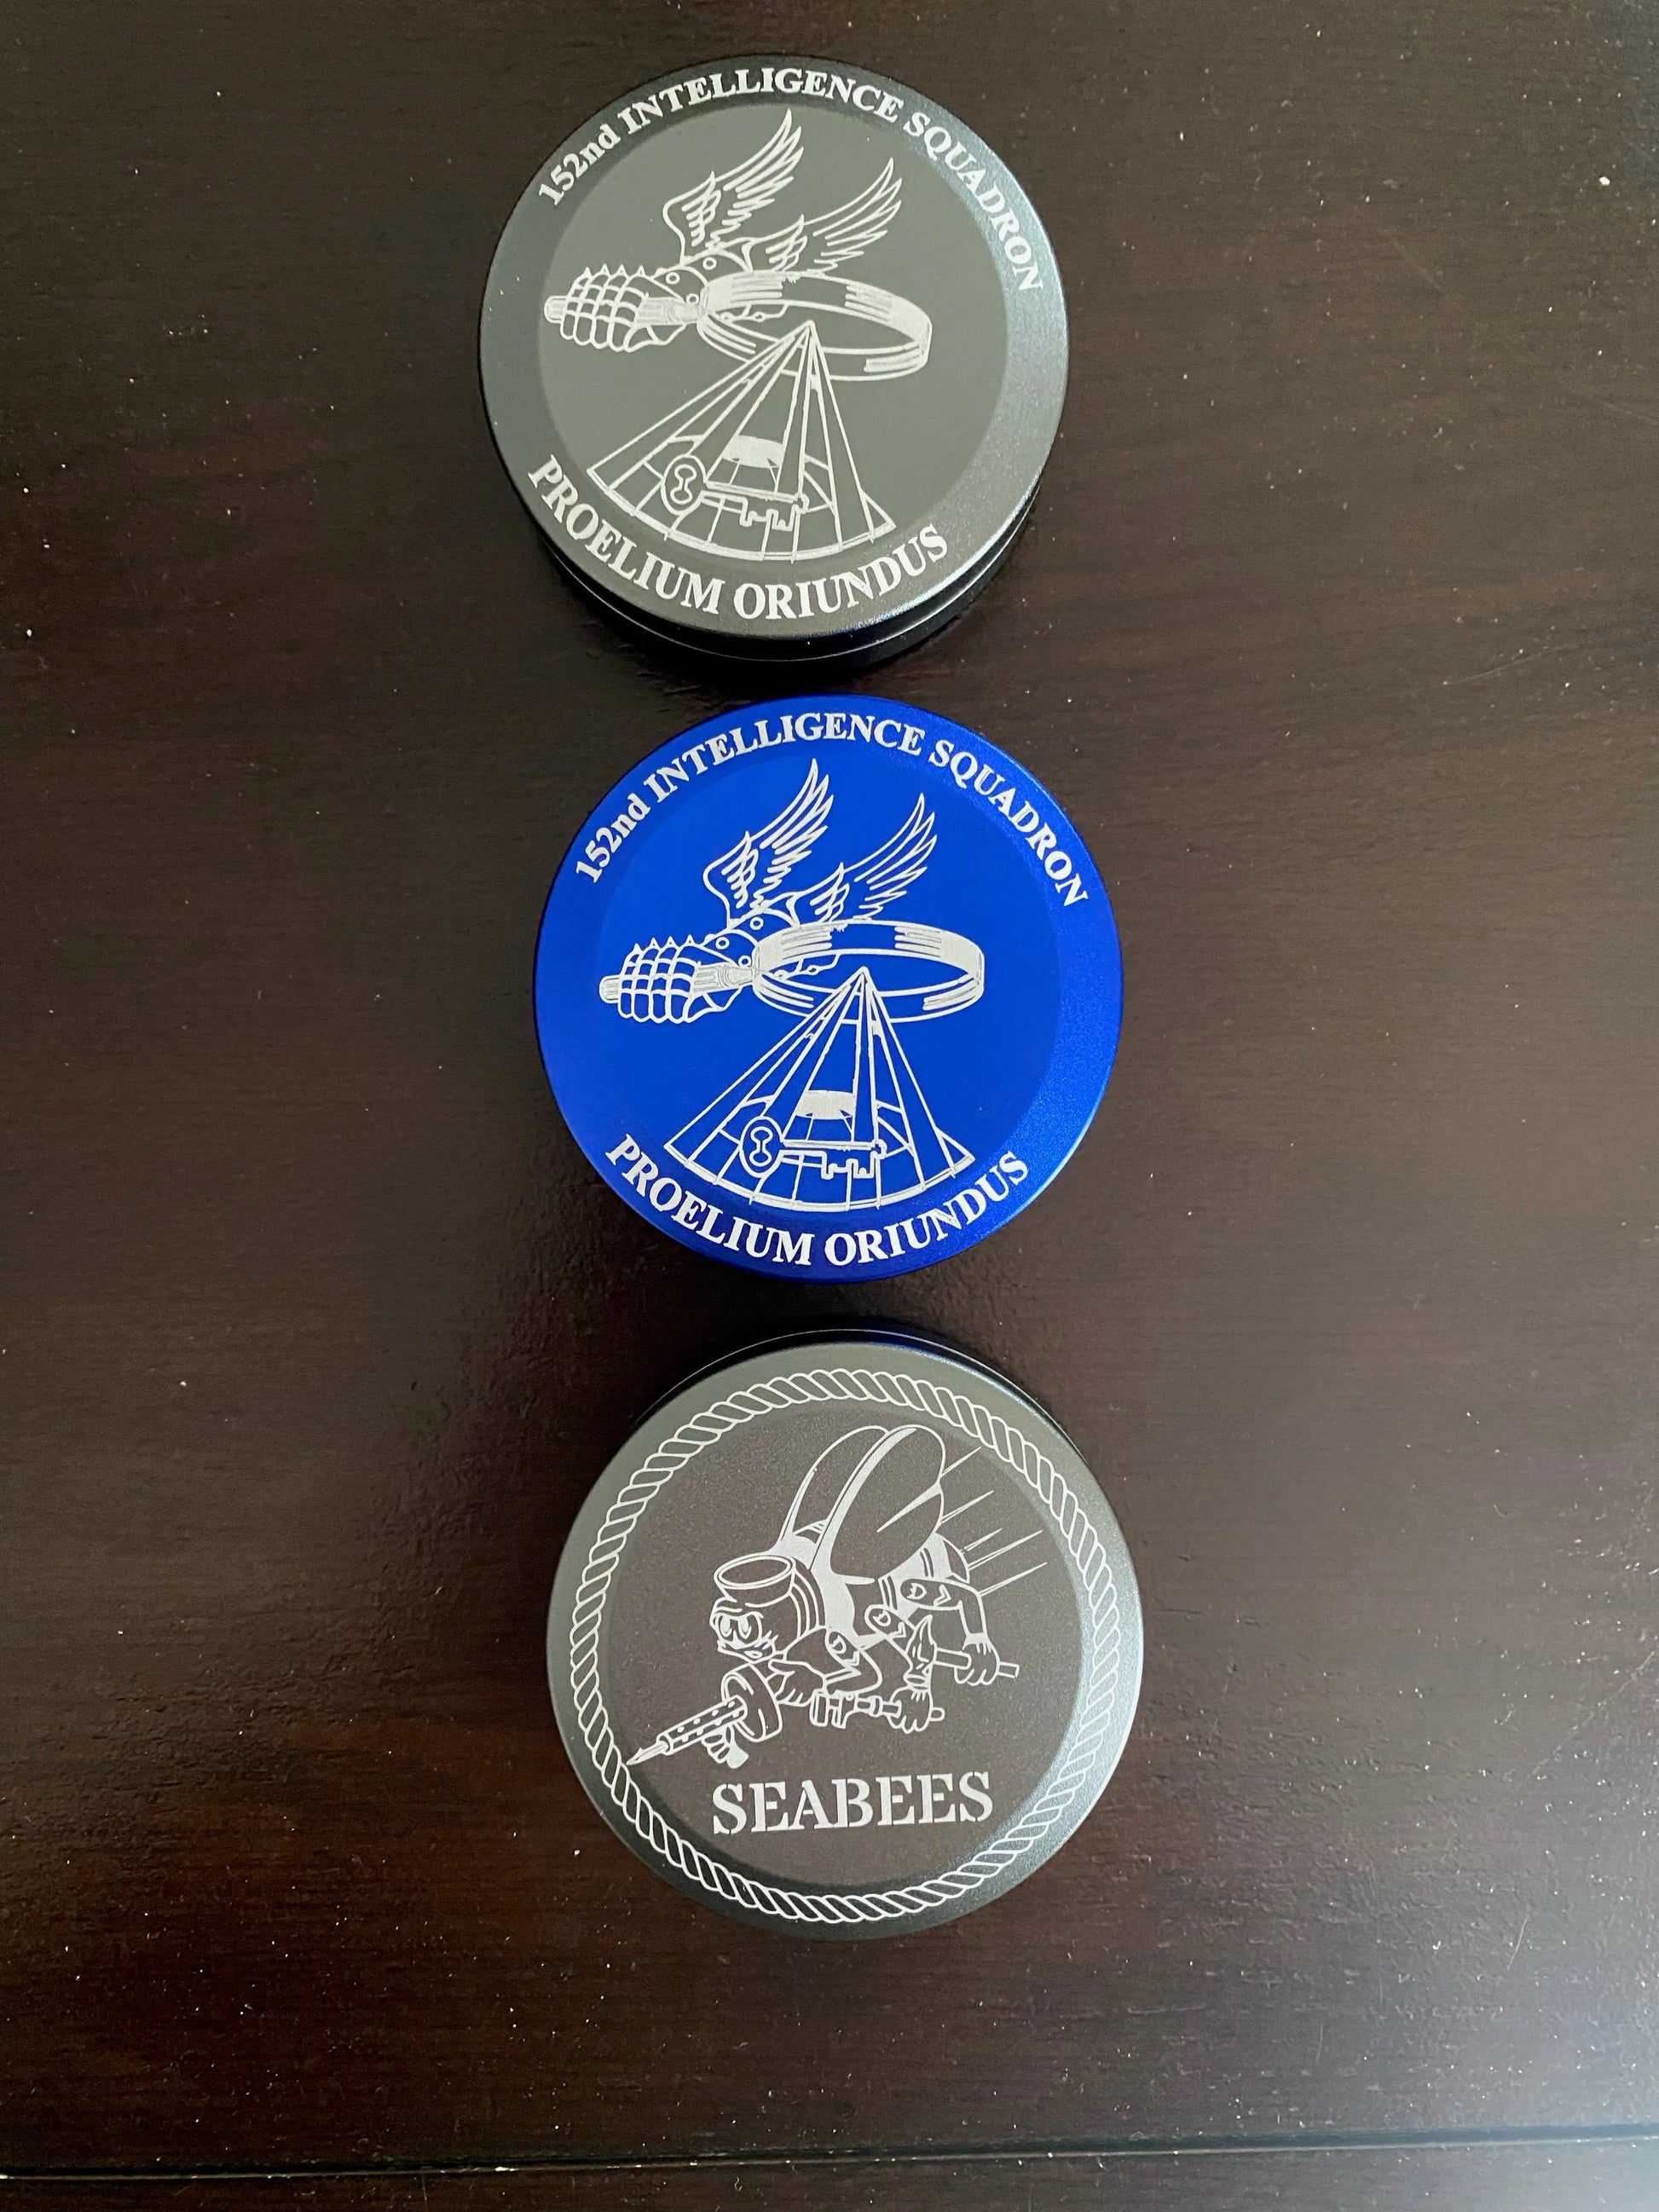 152nd INTELLIGENCE SQUADRON
PROELIUM ORIUNDUS
152nd INTELLIGENCE SQUADRON
PROELIUM ORIUNDUS
SEABEES